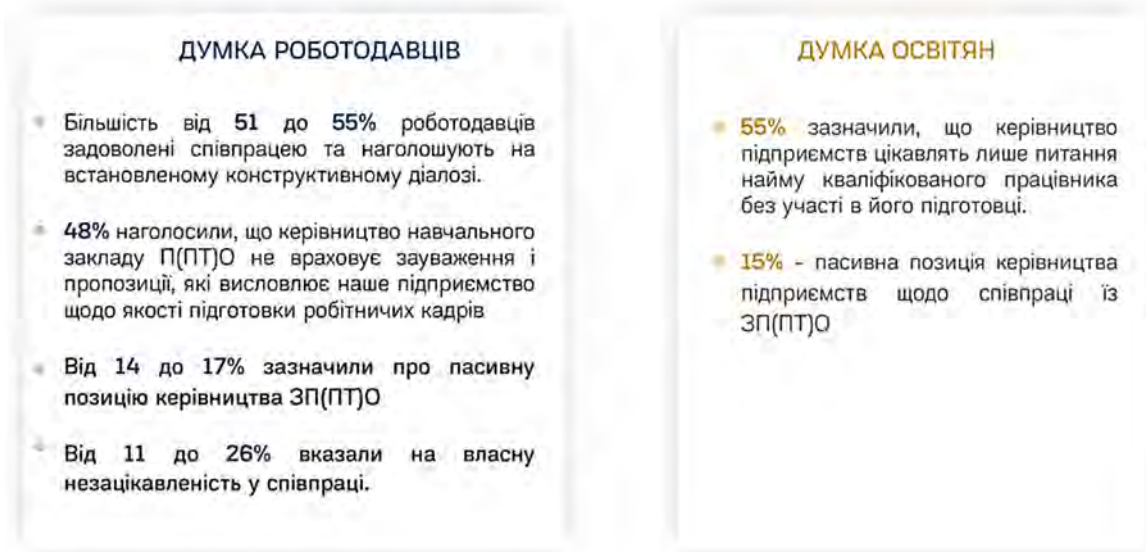 ДУМКА РОБОТОДАВЦІВ
Більшість від 51 до 55% роботодавців
задоволені співпрацею та наголошують на
встановленому конструктивному діалозі.
48% наголосили, що керівництво навчального
закладу П(ПТ)О не враховує зауваження і
пропозиції, які висловлює наше підприємство
щодо якості підготовки робітничих кадрів
Від 14 до 17% зазначили про пасивну
позицію керівництва ЗП(ПТ)О
Від 11 до 26% вказали на власну
незацікавленість у співпраці.
ДУМКА ОСВІТЯН
55% зазначили, що керівництво
підприємств цікавлять лише питання
найму кваліфікованого працівника
без участі в його підготовці.
15% - пасивна позиція керівництва
підприємств щодо співпраці із
ЗП(ПТ)О